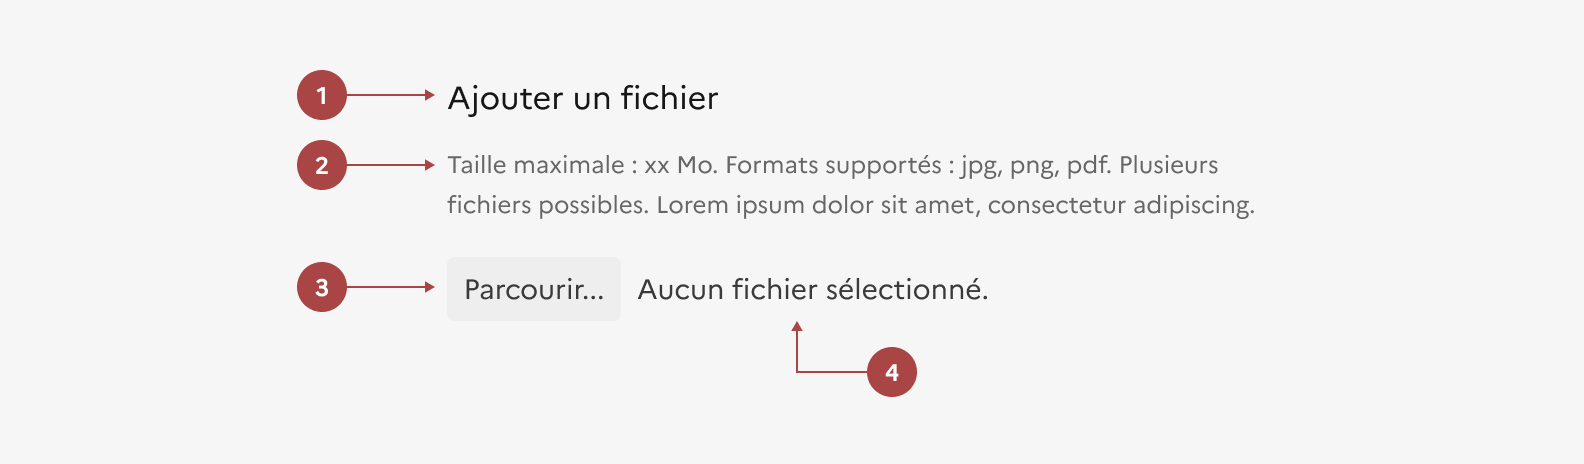 1
Ajouter un fichier
2
Taille maximale : xx Mo. Formats supportés : jpg, png, pdf. Plusieurs
fichiers possibles. Lorem ipsum dolor sit amet, consectetur adipiscing.
3
Parcourir... Aucun fichier sélectionné.
4